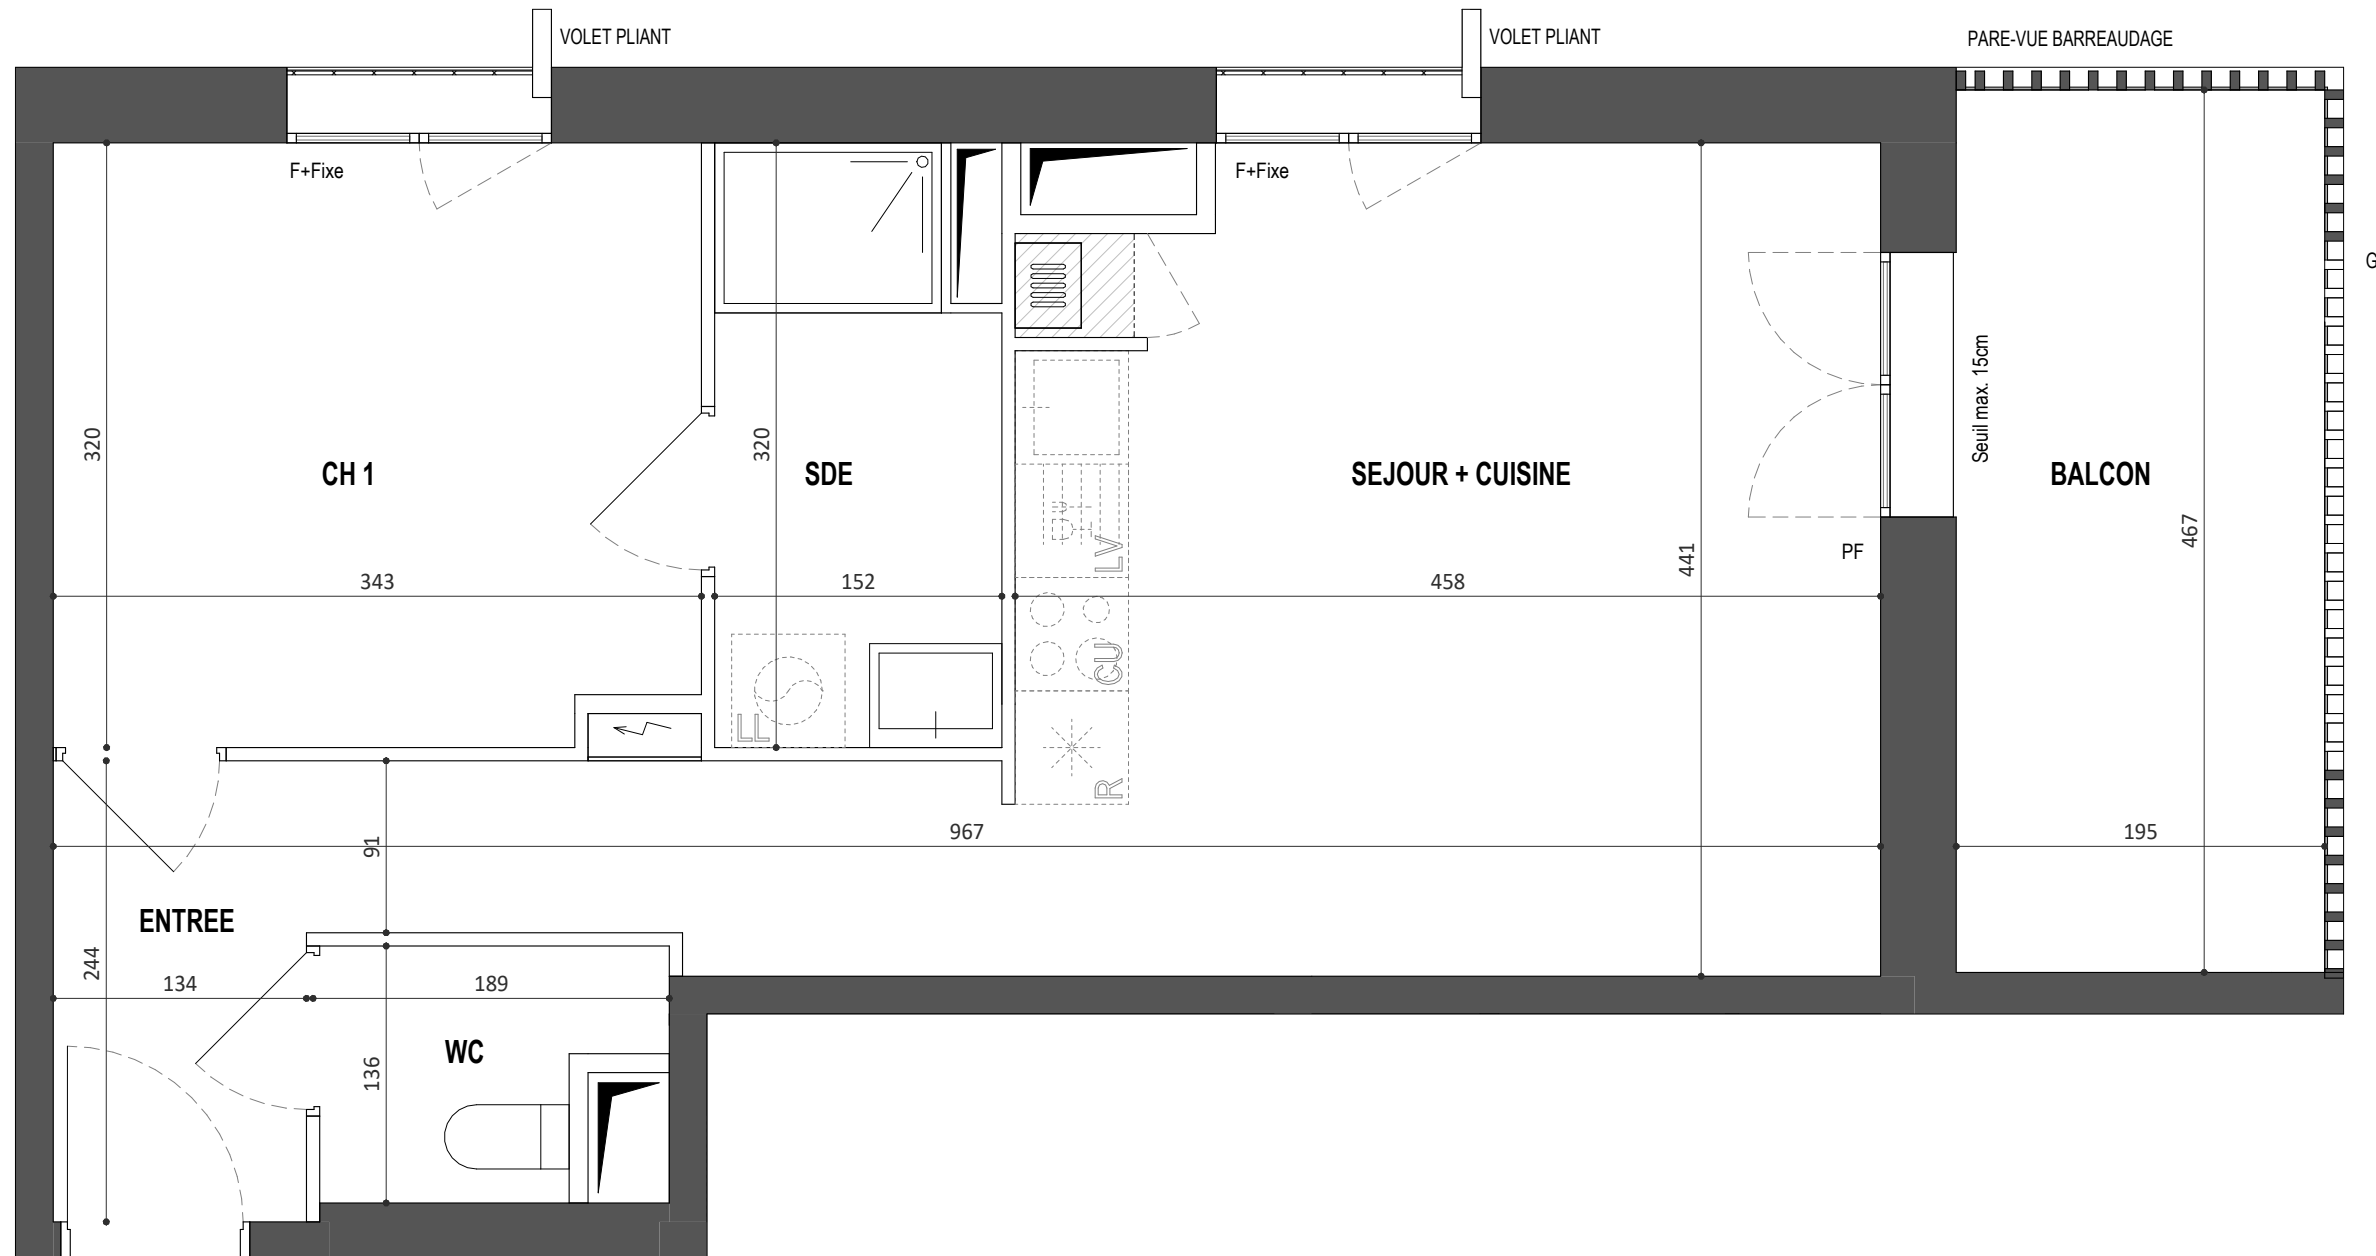 VOLET PLIANT
VOLET PLIANT
PARE-VUE BARREAUDAGE
F+Fixe
F+Fixe
G
Seuil max. 15cm
320
CH 1
320
SDE
SEJOUR + CUISINE
BALCON
467
LV
441
PF
343
152
458
CU
LL
R
91
967
195
ENTREE
244
134
189
WC
136